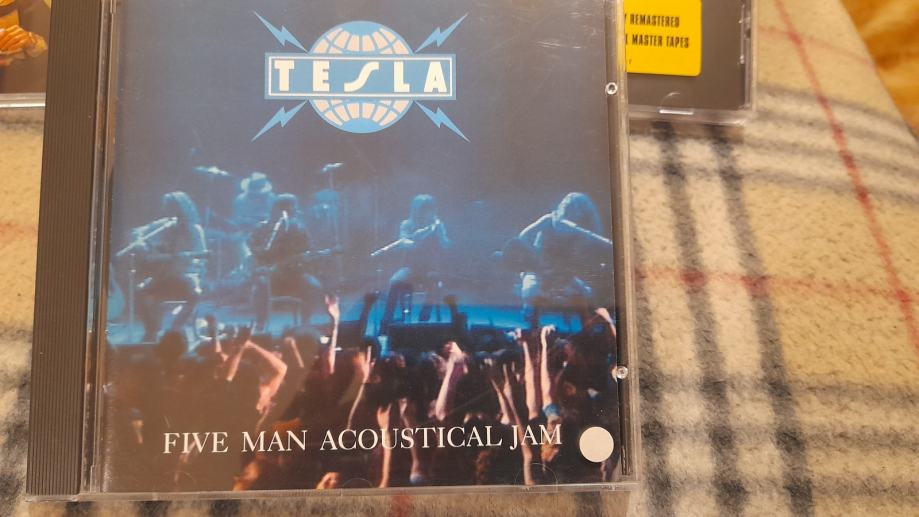 TESLA
REMASTERED
MASTER TAPES
FIVE MAN ACOUSTICAL JAM